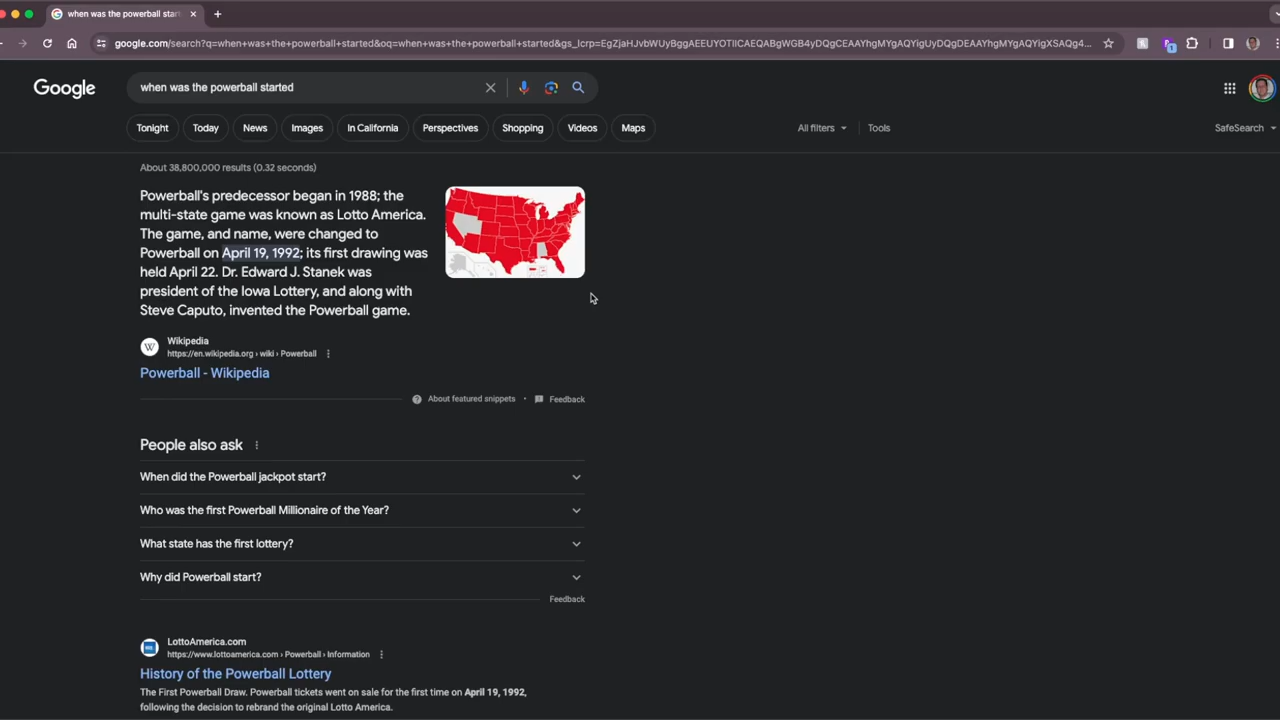 when was the powerball start
google.com/search?q=when+was+the+powerball+started&oq=when+was+the+powerball+started&gs_lcrp=EgZjaHJvbWUyBggAEEUYOTIICAEQABgWGB4yDQgCEAAYhgMYgAQYigUyDQgDEAAYhgMYgAQYigXSAQg4...
Google
when was the powerball started
Tonight
Today
News
Images
In California
Perspectives
Shopping
Videos
Maps
All filters
Tools
SafeSearch
About 38,800,000 results (0.32 seconds)
Powerball's predecessor began in 1988; the
multi-state game was known as Lotto America.
The game, and name, were changed to
Powerball on April 19, 1992; its first drawing was
held April 22. Dr. Edward J. Stanek was
president of the Iowa Lottery, and along with
Steve Caputo, invented the Powerball game.
W
Wikipedia
https://en.wikipedia.org › wiki › Powerball
Powerball - Wikipedia
About featured snippets
•
Feedback
People also ask
When did the Powerball jackpot start?
Who was the first Powerball Millionaire of the Year?
What state has the first lottery?
Why did Powerball start?
Feedback
LottoAmerica.com
https://www.lottoamerica.com › Powerball › Information
History of the Powerball Lottery
The First Powerball Draw. Powerball tickets went on sale for the first time on April 19, 1992,
following the decision to rebrand the original Lotto America.